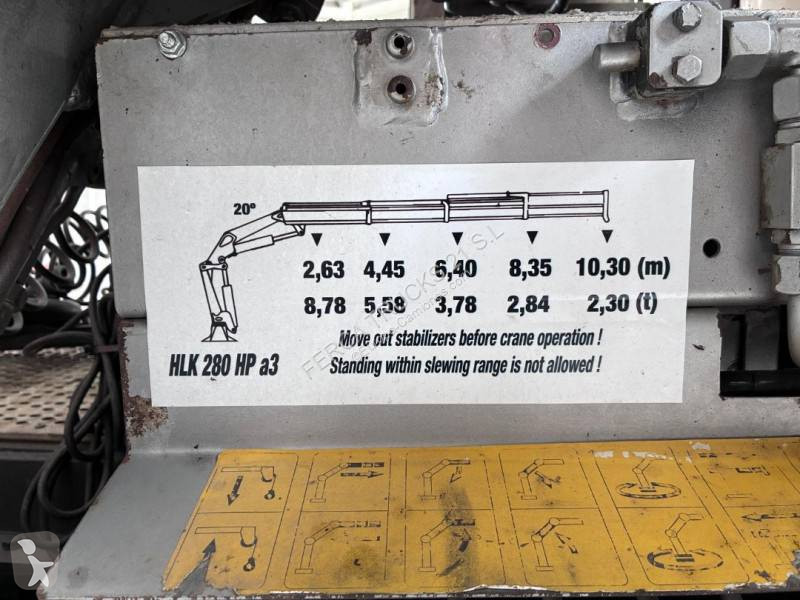 20º
2,63 4,45 6,40 8,35 10,30 (m)
8,78 5,58 3,78 2,84 2,30 (t)
Move out stabilizers before crane operation !
HLK 280 HP a3 Standing within slewing range is not allowed !